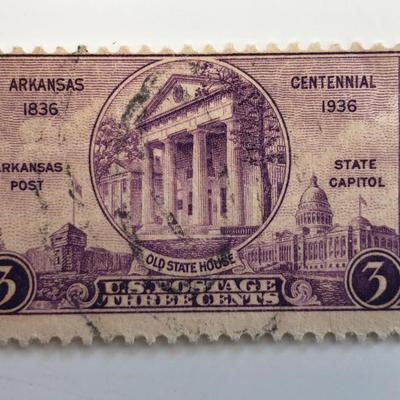 ARKANSAS
1836
CENTENNIAL
1936
ARKANSAS
POST
STATE
CAPITOL
OLD STATE HOUSE
3
3
U.S. POSTAGE
THREE CENTS